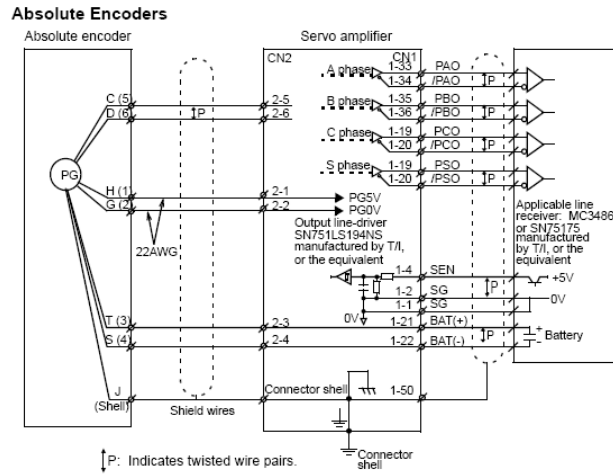 Absolute Encoders
Absolute encoder
Servo amplifier
CN2
CN1
A phase
1-33
PAO
1-34
/PAO
P
C (5)
2-5
D (6)
2-6
P
B phase
1-35
PBO
1-36
/PBO
P
C phase
1-19
PCO
1-20
/PCO
P
S phase
1-19
PSO
1-20
/PSO
P
PG
H (1)
2-1
PG5V
G (2)
2-2
PG0V
22AWG
Output line-driver
SN751LS194NS
manufactured by T/I,
or the equivalent
Applicable line
receiver: MC3486
or SN75175
manufactured
by T/I, or the
equivalent
1-4
SEN
+5V
P
1-2
SG
0V
1-1
SG
0V
T (3)
2-3
1-21
BAT(+)
S (4)
2-4
1-22
BAT(-)
P
+
Battery
-
J
(Shell)
Shield wires
Connector shell
1-50
Connector
shell
P: Indicates twisted wire pairs.